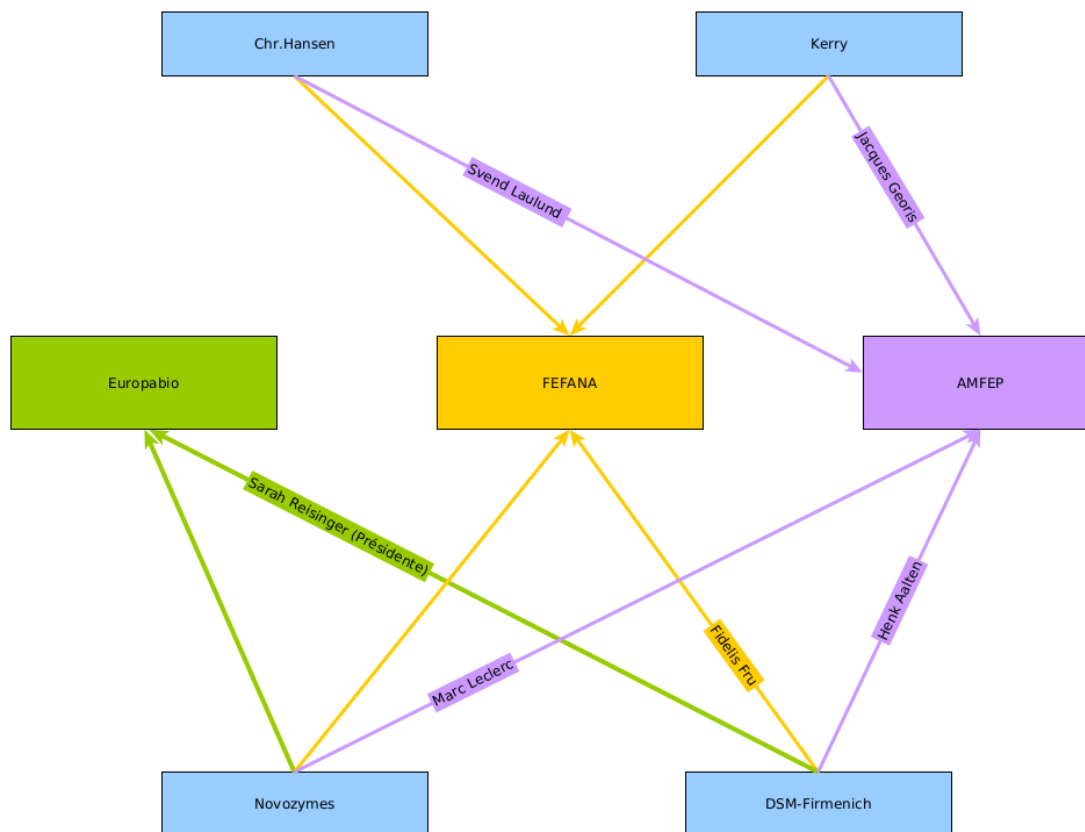 Chr.Hansen
Kerry
Jacques Georis
Svend Laulund
Europabio
FEFANA
AMFEP
Sarah Reisinger (Présidente)
Henk Aalten
Fidelis Fru
Marc Leclerc
Novozymes
DSM-Firmenich